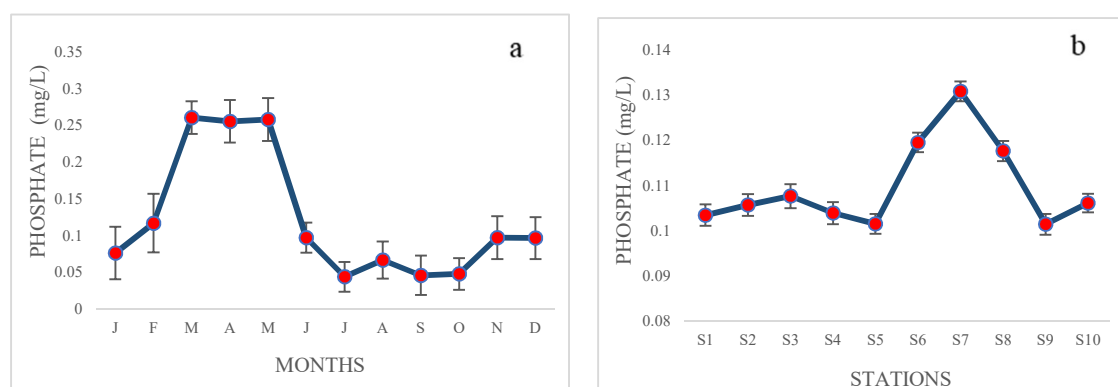 a
PHOSPHATE (mg/L)
0.35
0.3
0.25
0.2
0.15
0.1
0.05
0
J F M A M J J A S O N D
MONTHS
b
PHOSPHATE (mg/L)
0.14
0.13
0.12
0.11
0.1
0.09
0.08
S1 S2 S3 S4 S5 S6 S7 S8 S9 S10
STATIONS